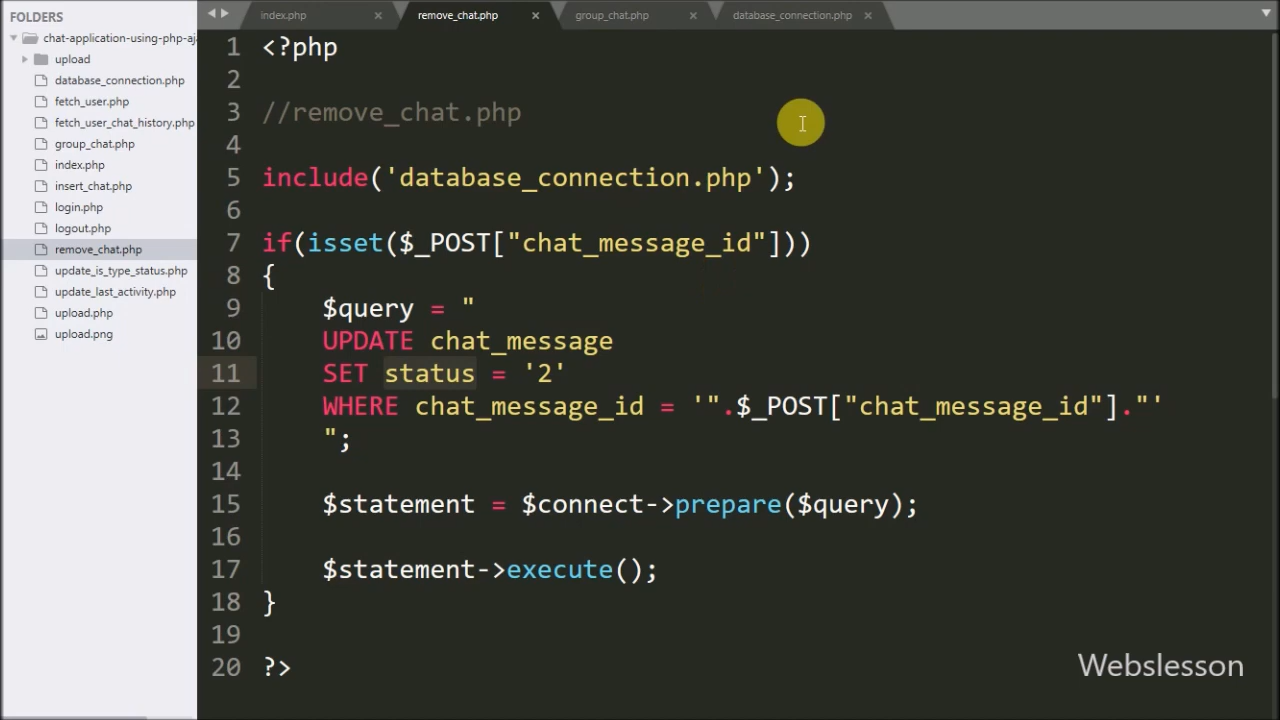 FOLDERS
chat-application-using-php-aj
upload
database_connection.php
fetch_user.php
fetch_user_chat_history.php
group_chat.php
index.php
insert_chat.php
login.php
logout.php
remove_chat.php
update_is_type_status.php
update_last_activity.php
upload.php
upload.png
index.php × remove_chat.php × group_chat.php × database_connection.php ×
1 <?php
2
3 //remove_chat.php
4
5 include('database_connection.php');
6
7 if(isset($_POST["chat_message_id"]))
8 {
9 $query = "
10 UPDATE chat_message
11 SET status = '2'
12 WHERE chat_message_id = '".$_POST["chat_message_id"]."'
13 ";
14
15 $statement = $connect->prepare($query);
16
17 $statement->execute();
18 }
19
20 ?>
Webslesson